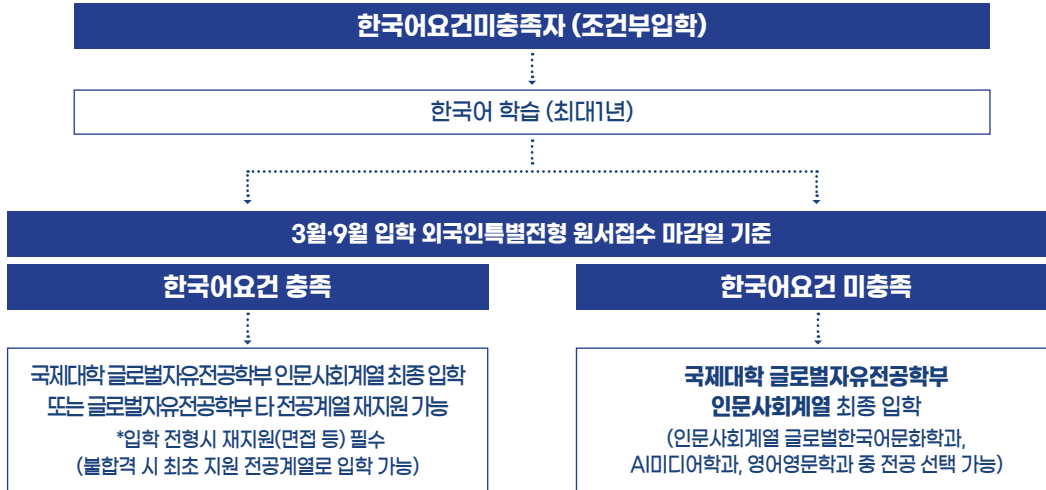 한국어요건미충족자 (조건부입학)
한국어 학습 (최대1년)
3월·9월 입학 외국인특별전형 원서접수 마감일 기준
한국어요건 충족
국제대학 글로벌자유전공학부 인문사회계열 최종 입학
또는 글로벌자유전공학부 타 전공계열 재지원 가능
*입학 전형시 재지원(면접 등) 필수
(불합격 시 최초 지원 전공계열로 입학 가능)
한국어요건 미충족
국제대학 글로벌자유전공학부
인문사회계열 최종 입학
(인문사회계열 글로벌한국어문화학과,
AI미디어학과, 영어영문학과 중 전공 선택 가능)